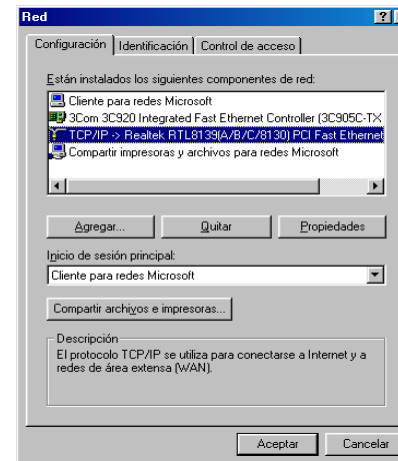 Red
Configuración Identificación Control de acceso
Están instalados los siguientes componentes de red:
Cliente para redes Microsoft
3Com 3C920 Integrated Fast Ethernet Controller (3C905C-TX
TCP/IP -> Realtek RTL8139(A/B/C/8130) PCI Fast Ethernet
Compartir impresoras y archivos para redes Microsoft
Agregar... Quitar Propiedades
Inicio de sesión principal:
Cliente para redes Microsoft
Compartir archivos e impresoras...
Descripción
El protocolo TCP/IP se utiliza para conectarse a Internet y a
redes de área extensa (WAN).
Aceptar Cancelar